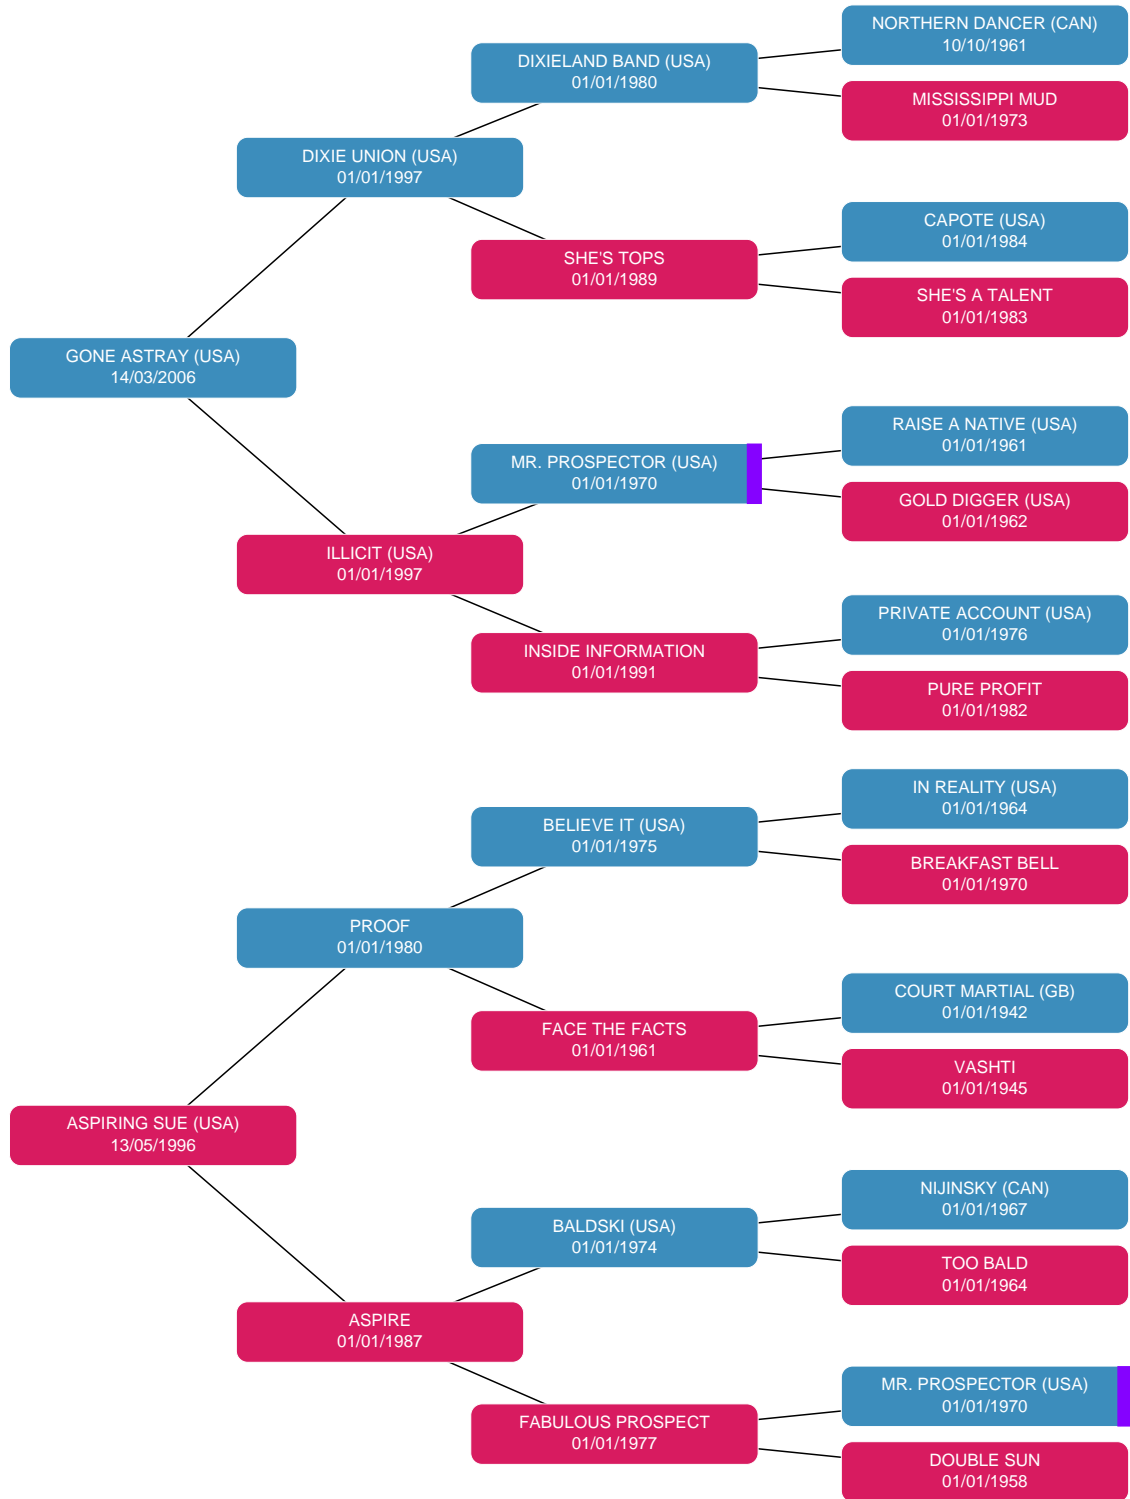 NORTHERN DANCER (CAN)
10/10/1961
DIXIELAND BAND (USA)
01/01/1980
MISSISSIPPI MUD
01/01/1973
DIXIE UNION (USA)
01/01/1997
CAPOTE (USA)
01/01/1984
SHE'S TOPS
01/01/1989
SHE'S A TALENT
01/01/1983
GONE ASTRAY (USA)
14/03/2006
RAISE A NATIVE (USA)
01/01/1961
MR. PROSPECTOR (USA)
01/01/1970
GOLD DIGGER (USA)
01/01/1962
ILLICIT (USA)
01/01/1997
PRIVATE ACCOUNT (USA)
01/01/1976
INSIDE INFORMATION
01/01/1991
PURE PROFIT
01/01/1982
IN REALITY (USA)
01/01/1964
BELIEVE IT (USA)
01/01/1975
BREAKFAST BELL
01/01/1970
PROOF
01/01/1980
COURT MARTIAL (GB)
01/01/1942
FACE THE FACTS
01/01/1961
VASHTI
01/01/1945
ASPIRING SUE (USA)
13/05/1996
NIJINSKY (CAN)
01/01/1967
BALDSKI (USA)
01/01/1974
TOO BALD
01/01/1964
ASPIRE
01/01/1987
MR. PROSPECTOR (USA)
01/01/1970
FABULOUS PROSPECT
01/01/1977
DOUBLE SUN
01/01/1958